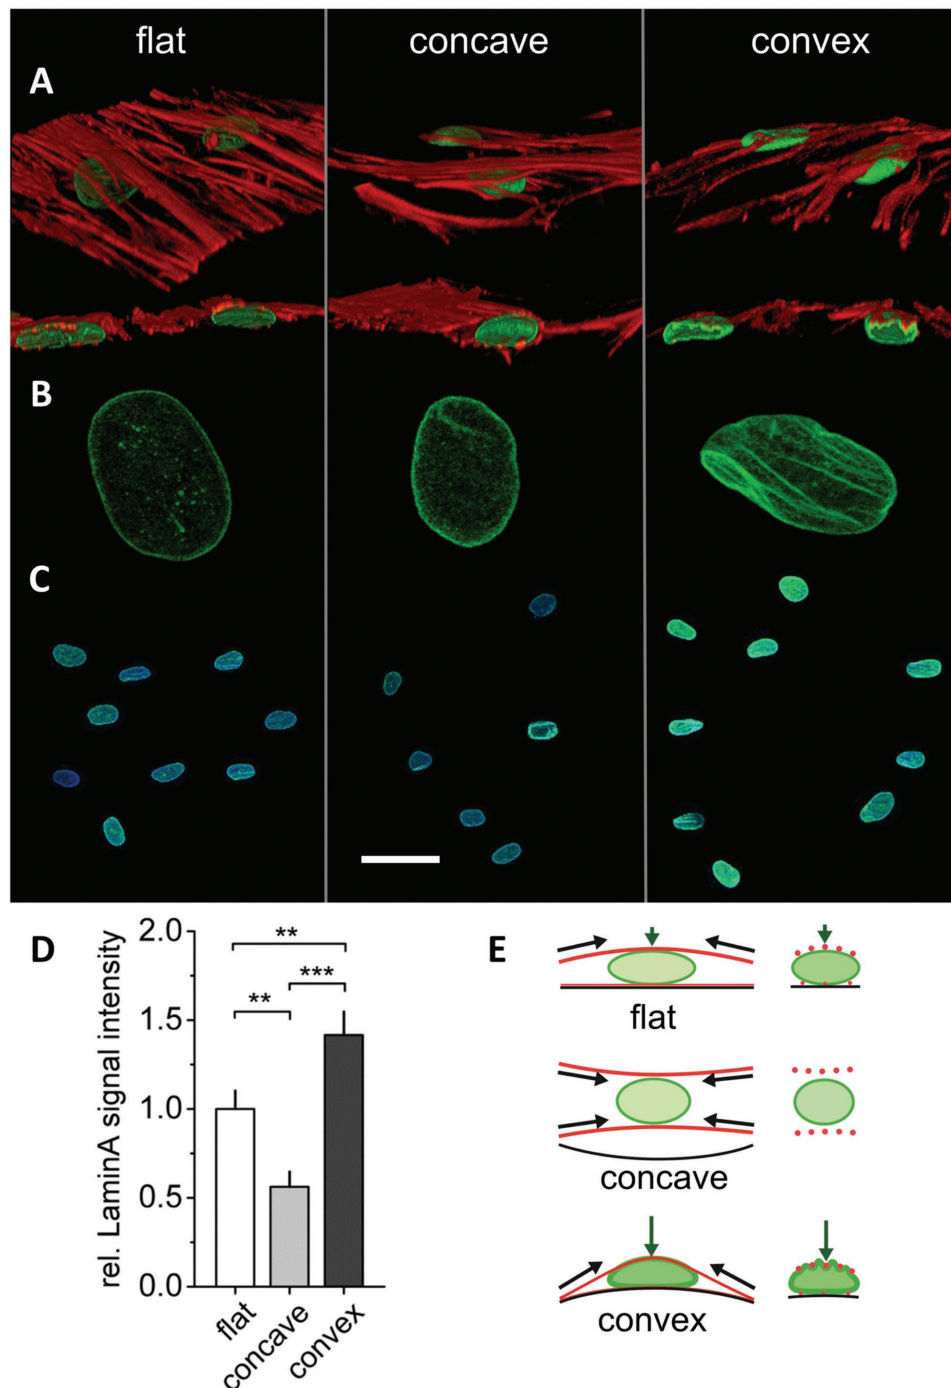 flat concave convex
A
B
C
D
rel. LaminA signal intensity
2.0
1.5
1.0
0.5
0.0
**
** ***
flat concave convex
E
flat
concave
convex